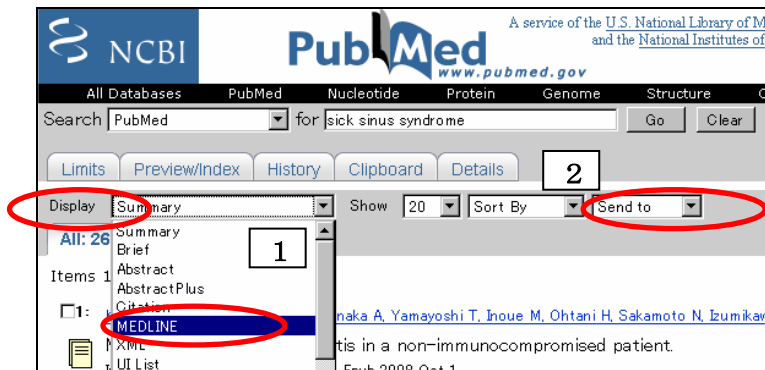 A service of the U.S. National Library of M
NCBI PubMed and the National Institutes of
www.pubmed.gov
All Databases PubMed Nucleotide Protein Genome Structure
Search PubMed for sick sinus syndrome Go Clear
Limits Preview/Index History Clipboard Details 2
Display Summary Show 20 Sort By Send to
Summary
All: 26 Brief 1
Items 1 Abstract
AbstractPlus
Citation
1: naka A, Yamayoshi T, Inoue M, Ohtani H, Sakamoto N, Izumikaw
MEDLINE
XML tis in a non-immunocompromised patient.
UI List Epub 2008 Oct 1